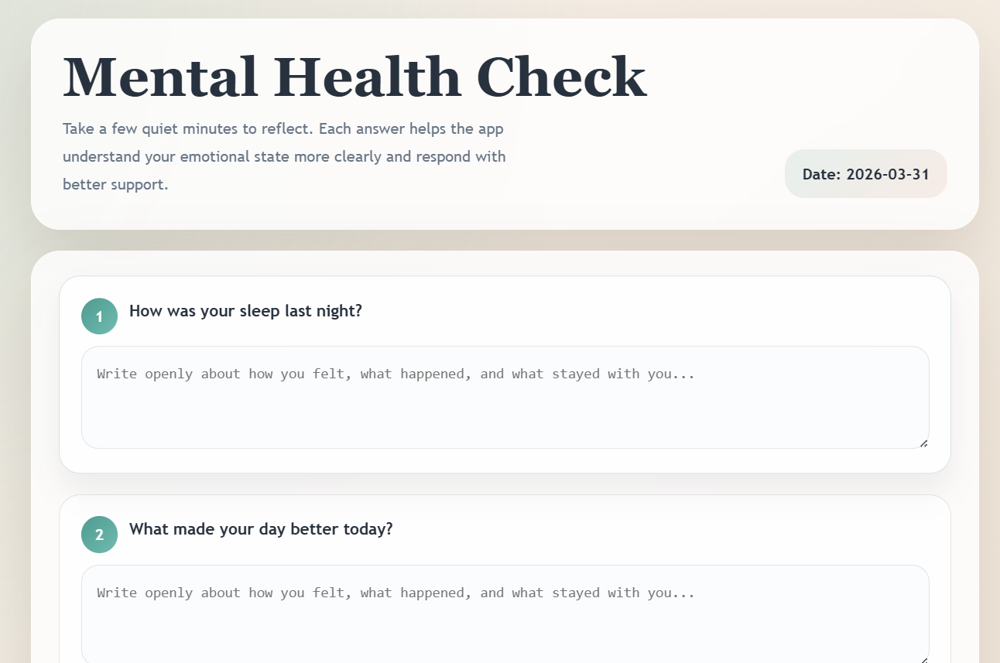 Mental Health Check
Take a few quiet minutes to reflect. Each answer helps the app
understand your emotional state more clearly and respond with
better support.
Date: 2026-03-31
1 How was your sleep last night?
Write openly about how you felt, what happened, and what stayed with you...
2 What made your day better today?
Write openly about how you felt, what happened, and what stayed with you...